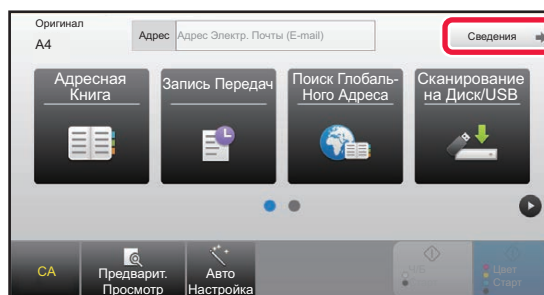 Оригинал
A4
Адрес
Адрес Электр. Почты (E-mail)
Сведения
Адресная
Книга
Запись Передач
Поиск Глобаль-
Ного Адреса
Сканирование
на Диск/USB
CA
Предварит.
Просмотр
Авто
Настройка
Ч/Б
Старт
Цвет
Старт